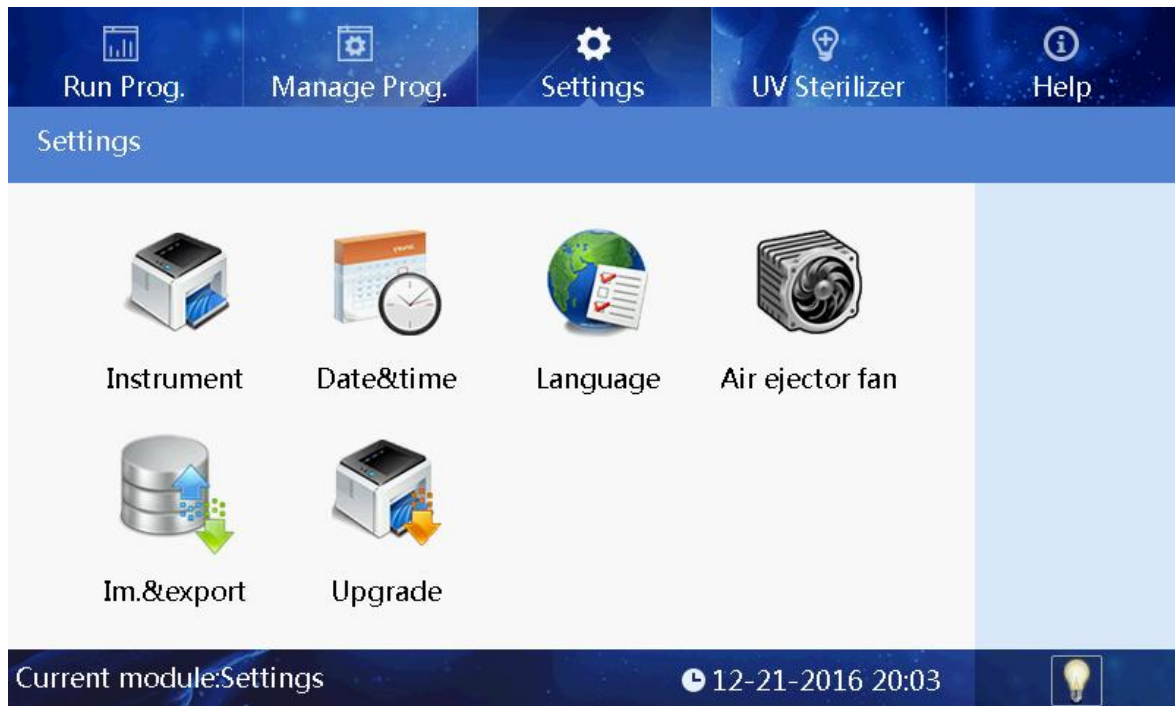 Run Prog. Manage Prog. Settings UV Sterilizer Help
Settings
Instrument Date&time Language Air ejector fan
Im.&export Upgrade
Current module:Settings 12-21-2016 20:03